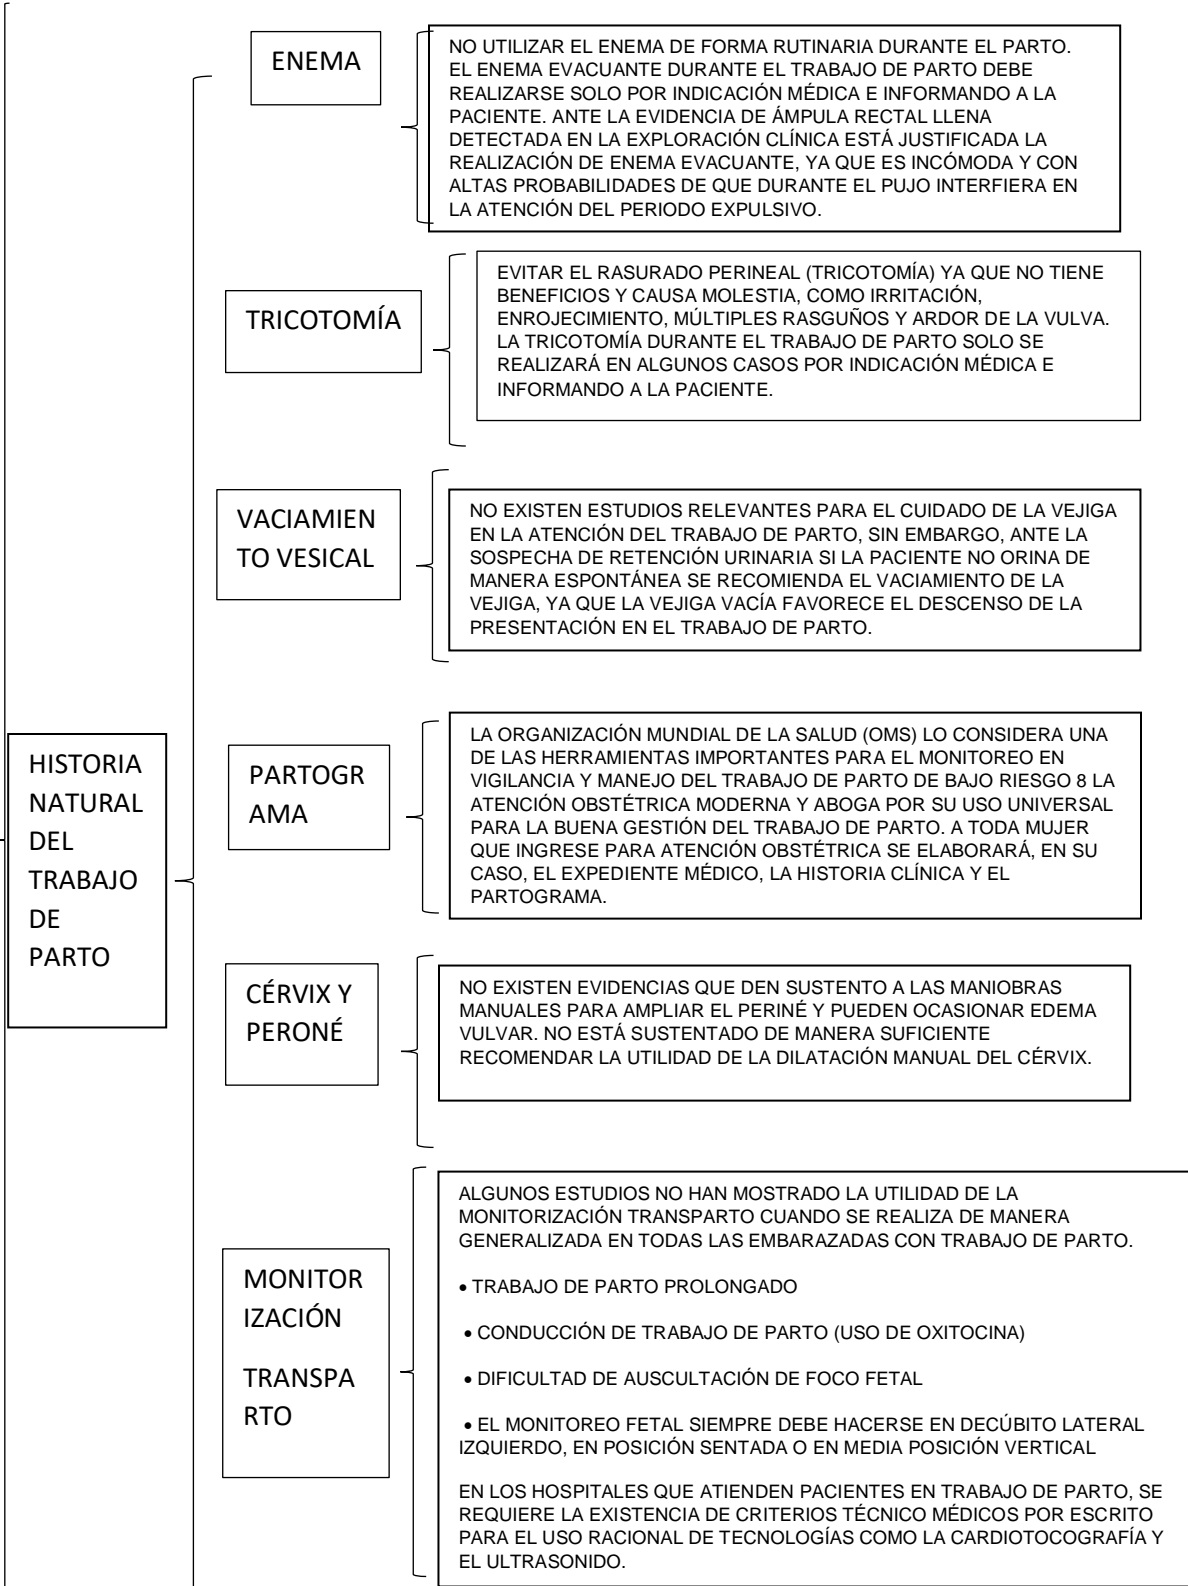 HISTORIA
NATURAL
DEL
TRABAJO
DE
PARTO
ENEMA
NO UTILIZAR EL ENEMA DE FORMA RUTINARIA DURANTE EL PARTO.
EL ENEMA EVACUANTE DURANTE EL TRABAJO DE PARTO DEBE
REALIZARSE SOLO POR INDICACIÓN MÉDICA E INFORMANDO A LA
PACIENTE. ANTE LA EVIDENCIA DE ÁMPULA RECTAL LLENA
DETECTADA EN LA EXPLORACIÓN CLÍNICA ESTÁ JUSTIFICADA LA
REALIZACIÓN DE ENEMA EVACUANTE, YA QUE ES INCÓMODA Y CON
ALTAS PROBABILIDADES DE QUE DURANTE EL PUJO INTERFIERA EN
LA ATENCIÓN DEL PERIODO EXPULSIVO.
TRICOTOMÍA
EVITAR EL RASURADO PERINEAL (TRICOTOMÍA) YA QUE NO TIENE
BENEFICIOS Y CAUSA MOLESTIA, COMO IRRITACIÓN,
ENROJECIMIENTO, MÚLTIPLES RASGUÑOS Y ARDOR DE LA VULVA.
LA TRICOTOMÍA DURANTE EL TRABAJO DE PARTO SOLO SE
REALIZARÁ EN ALGUNOS CASOS POR INDICACIÓN MÉDICA E
INFORMANDO A LA PACIENTE.
VACIAMIEN
TO VESICAL
NO EXISTEN ESTUDIOS RELEVANTES PARA EL CUIDADO DE LA VEJIGA
EN LA ATENCIÓN DEL TRABAJO DE PARTO, SIN EMBARGO, ANTE LA
SOSPECHA DE RETENCIÓN URINARIA SI LA PACIENTE NO ORINA DE
MANERA ESPONTÁNEA SE RECOMIENDA EL VACIAMIENTO DE LA
VEJIGA, YA QUE LA VEJIGA VACÍA FAVORECE EL DESCENSO DE LA
PRESENTACIÓN EN EL TRABAJO DE PARTO.
PARTOGR
AMA
LA ORGANIZACIÓN MUNDIAL DE LA SALUD (OMS) LO CONSIDERA UNA
DE LAS HERRAMIENTAS IMPORTANTES PARA EL MONITOREO EN
VIGILANCIA Y MANEJO DEL TRABAJO DE PARTO DE BAJO RIESGO 8 LA
ATENCIÓN OBSTÉTRICA MODERNA Y ABOGA POR SU USO UNIVERSAL
PARA LA BUENA GESTIÓN DEL TRABAJO DE PARTO. A TODA MUJER
QUE INGRESE PARA ATENCIÓN OBSTÉTRICA SE ELABORARÁ, EN SU
CASO, EL EXPEDIENTE MÉDICO, LA HISTORIA CLÍNICA Y EL
PARTOGRAMA.
CÉRVIX Y
PERONÉ
NO EXISTEN EVIDENCIAS QUE DEN SUSTENTO A LAS MANIOBRAS
MANUALES PARA AMPLIAR EL PERINÉ Y PUEDEN OCASIONAR EDEMA
VULVAR. NO ESTÁ SUSTENTADO DE MANERA SUFICIENTE
RECOMENDAR LA UTILIDAD DE LA DILATACIÓN MANUAL DEL CÉRVIX.
MONITOR
IZACIÓN
TRANSPA
RTO
ALGUNOS ESTUDIOS NO HAN MOSTRADO LA UTILIDAD DE LA
MONITORIZACIÓN TRANSPARTO CUANDO SE REALIZA DE MANERA
GENERALIZADA EN TODAS LAS EMBARAZADAS CON TRABAJO DE PARTO.
• TRABAJO DE PARTO PROLONGADO
• CONDUCCIÓN DE TRABAJO DE PARTO (USO DE OXITOCINA)
• DIFICULTAD DE AUSCULTACIÓN DE FOCO FETAL
• EL MONITOREO FETAL SIEMPRE DEBE HACERSE EN DECÚBITO LATERAL
IZQUIERDO, EN POSICIÓN SENTADA O EN MEDIA POSICIÓN VERTICAL
EN LOS HOSPITALES QUE ATIENDEN PACIENTES EN TRABAJO DE PARTO, SE
REQUIERE LA EXISTENCIA DE CRITERIOS TÉCNICO MÉDICOS POR ESCRITO
PARA EL USO RACIONAL DE TECNOLOGÍAS COMO LA CARDIOTOCOGRAFÍA Y
EL ULTRASONIDO.